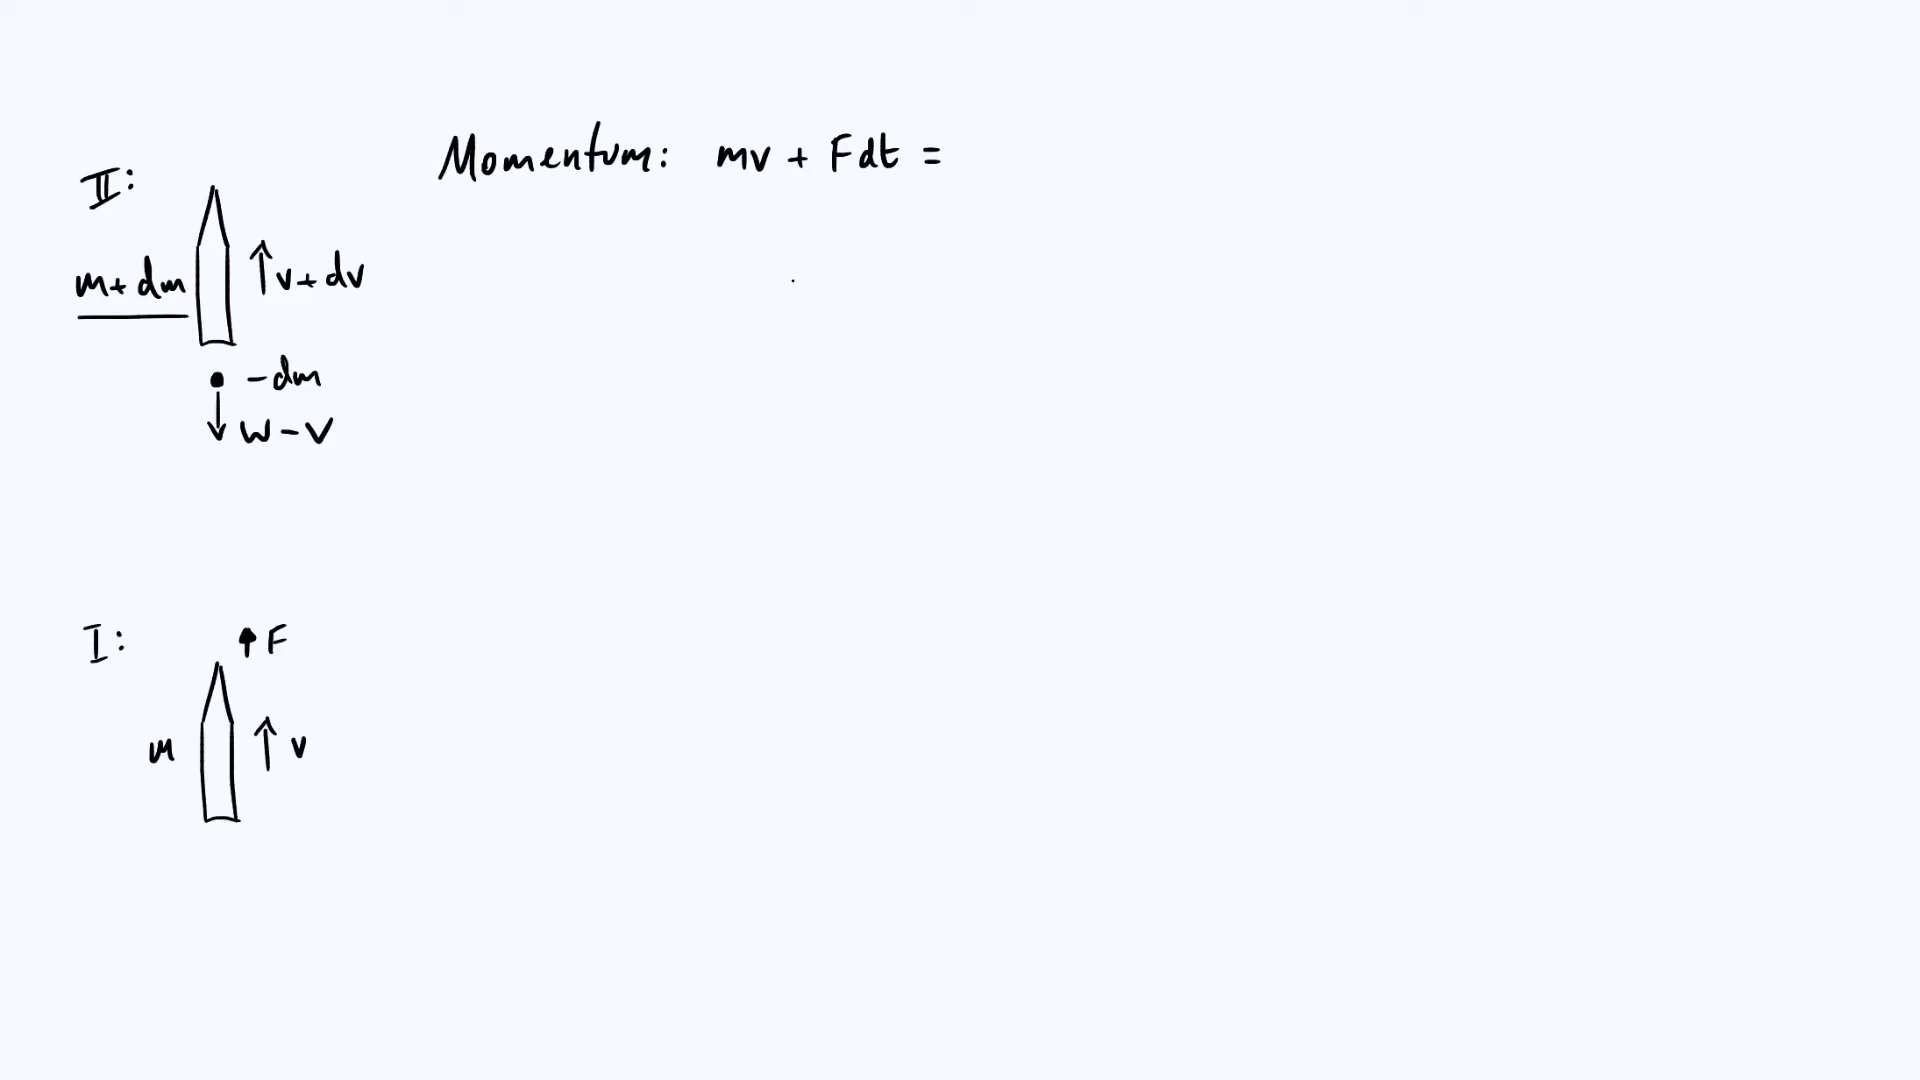 Momentum: mv + Fdt =
II:
m+dm
↑v+dv
-dm
↓ w-v
I:
↑F
m
↑ v